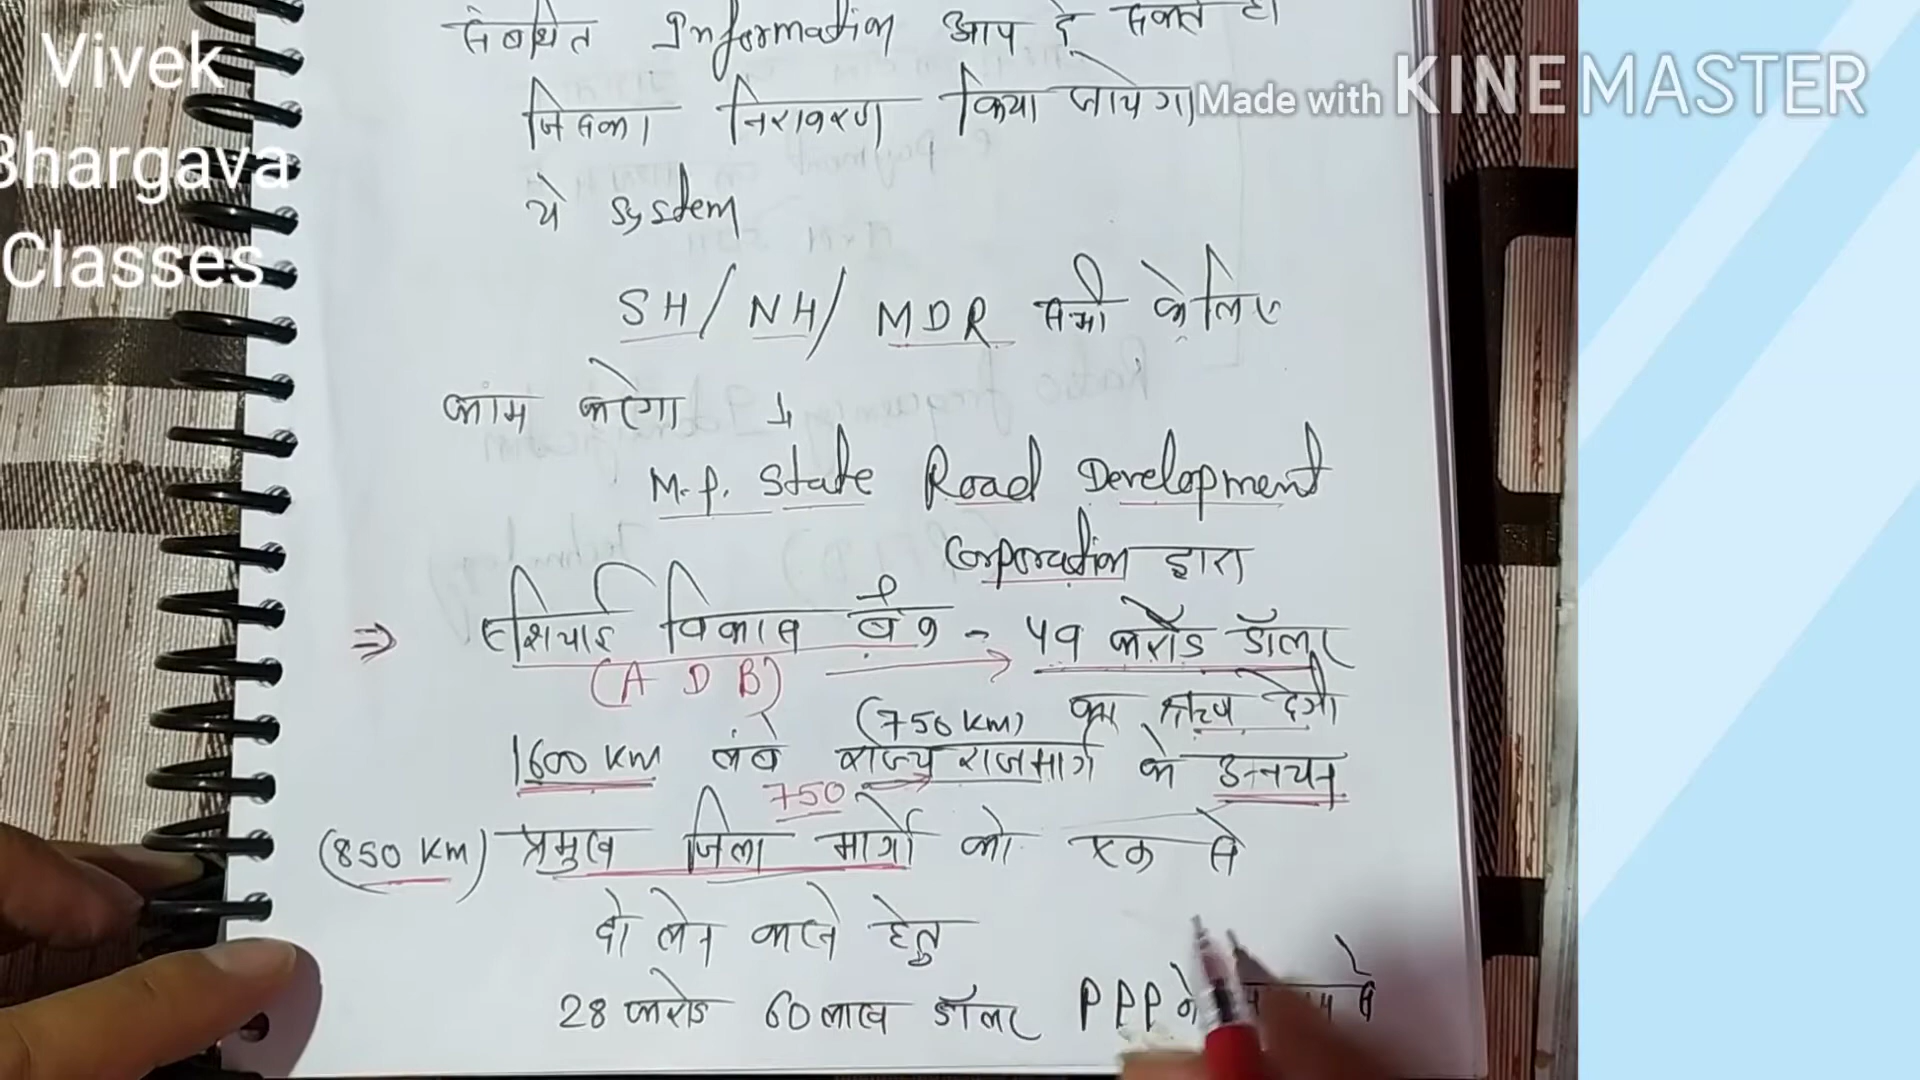 Vivek
Bhargava
Classes
Made with KINEMASTER
संबंधित Information आप दे सकते है।
जिसका निराकरण किया जायेगा
ये system
SH/ NH/ MDR सभी के लिए
काम करेगा
M.P. State Road Development
Corporation द्वारा
⇒ एशियाई विकास बैंक - 49 करोड़ डॉलर
(ADB) →
(750 Km) का ऋण देगी
1600 Km लंबे राज्य राजमार्ग के उन्नयन
750
(850 Km) प्रमुख जिला मार्गो को एक से
दो लेन करने हेतु
28 करोड़ 60 लाख डॉलर PPP के